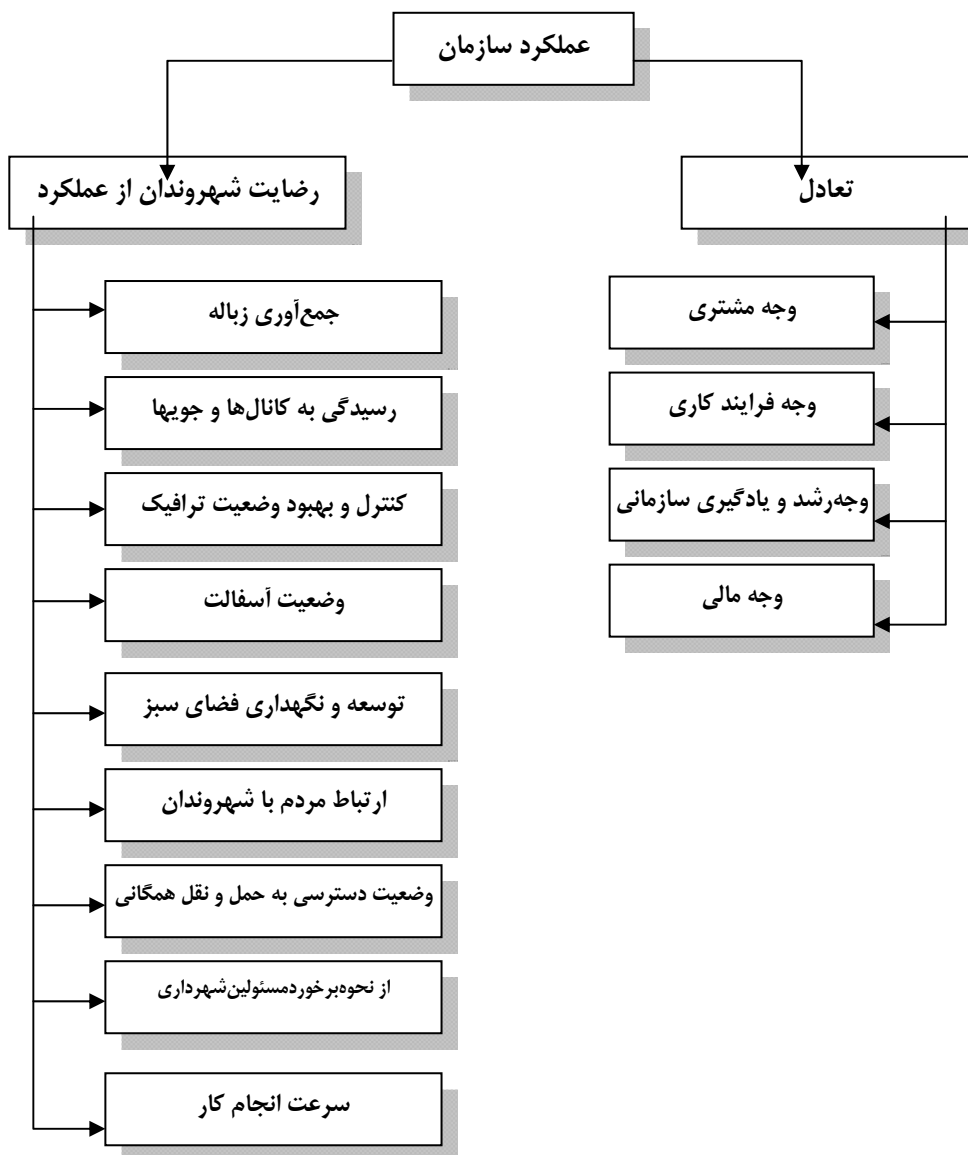 عملکرد سازمان
تعادل
وجه مشتری
وجه فرایند کاری
وجه‌رشد و یادگیری سازمانی
وجه مالی
رضایت شهروندان از عملکرد
جمع‌آوری زباله
رسیدگی به کانال‌ها و جویها
کنترل و بهبود وضعیت ترافیک
وضعیت آسفالت
توسعه و نگهداری فضای سبز
ارتباط مردم با شهروندان
وضعیت دسترسی به حمل و نقل همگانی
از نحوه‌برخوردمسئولین‌شهرداری
سرعت انجام کار